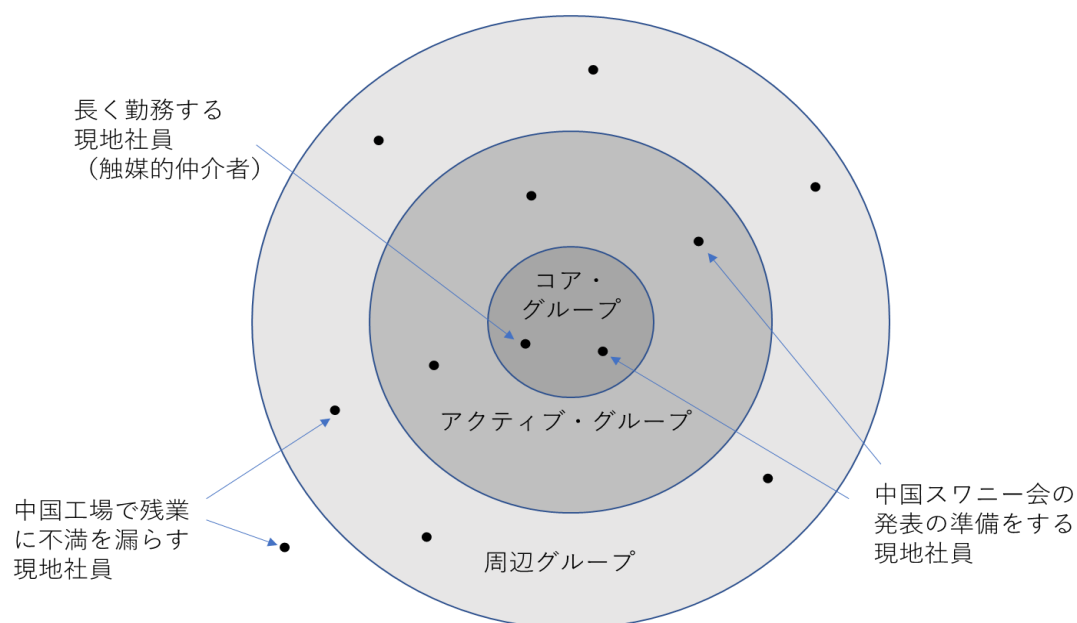 長く勤務する
現地社員
（触媒的仲介者）
コア・
グループ
アクティブ・グループ
中国工場で残業
に不満を漏らす
現地社員
中国スワニー会の
発表の準備をする
現地社員
周辺グループ